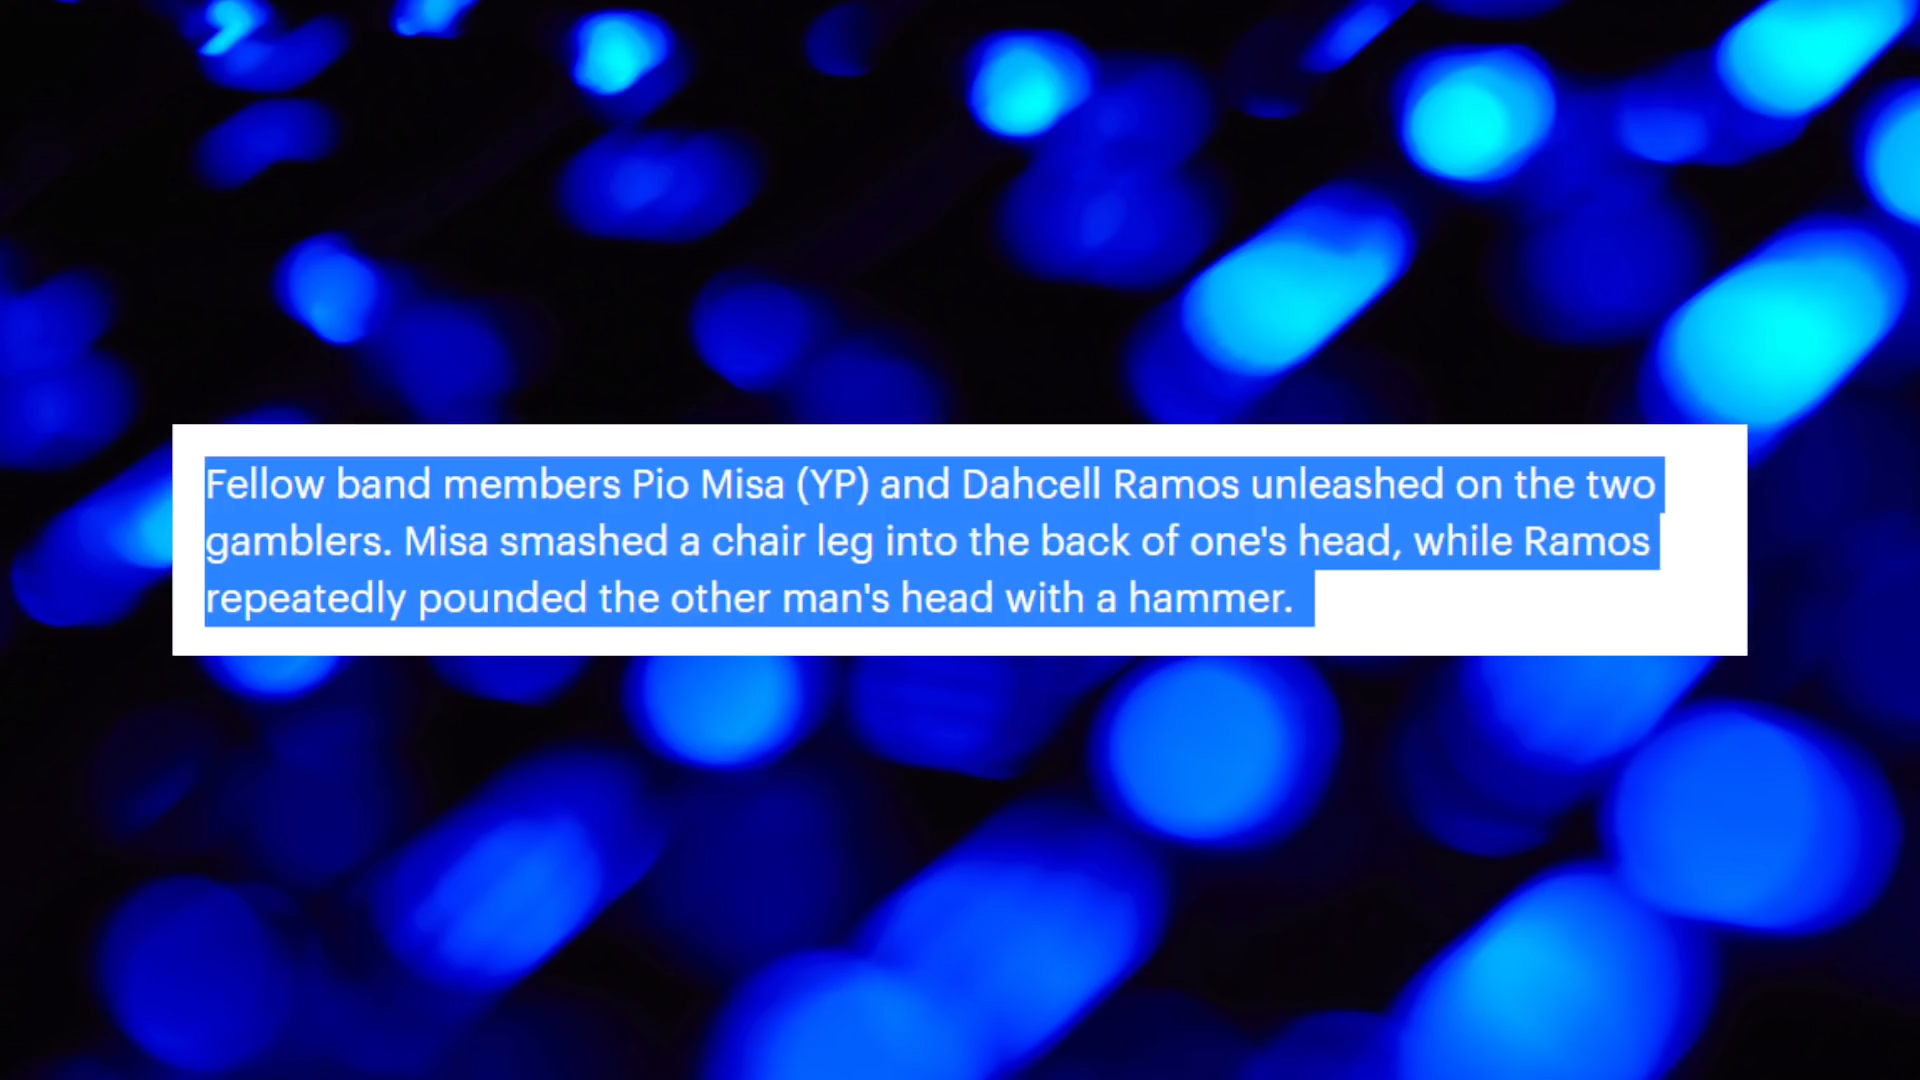 Fellow band members Pio Misa (YP) and Dahcell Ramos unleashed on the two
gamblers. Misa smashed a chair leg into the back of one's head, while Ramos
repeatedly pounded the other man's head with a hammer.